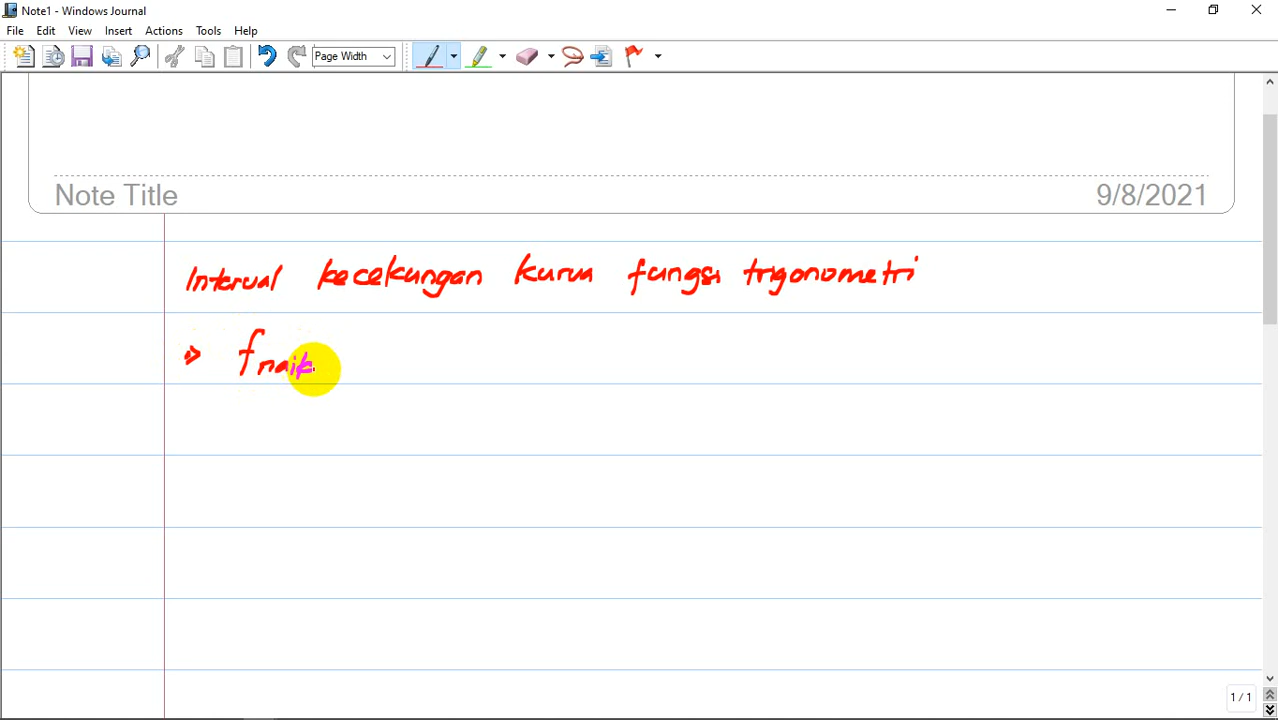 Note1 - Windows Journal
File Edit View Insert Actions Tools Help
Page Width
Note Title 9/8/2021
Interval kecekungan kurva fungsi trigonometri
f naik
1 / 1